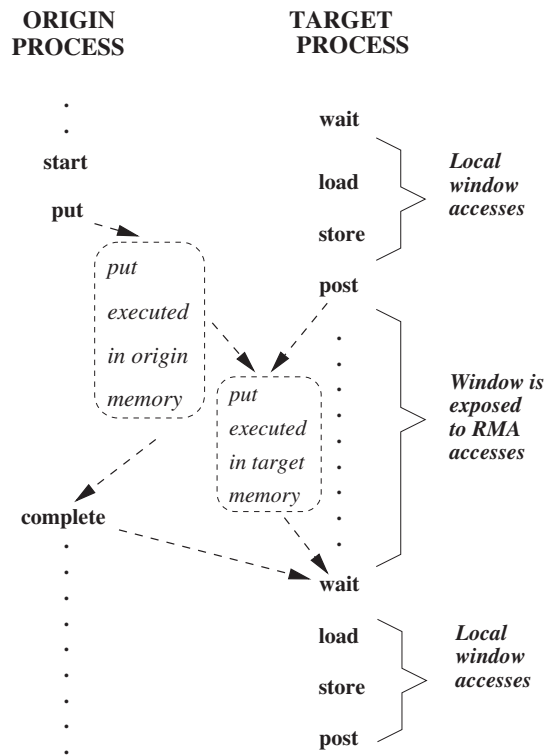 ORIGIN
PROCESS
TARGET
PROCESS
wait
start
load
Local
window
accesses
put
store
put
executed
in origin
memory
post
put
executed
in target
memory
Window is
exposed
to RMA
accesses
complete
wait
load
store
post
Local
window
accesses